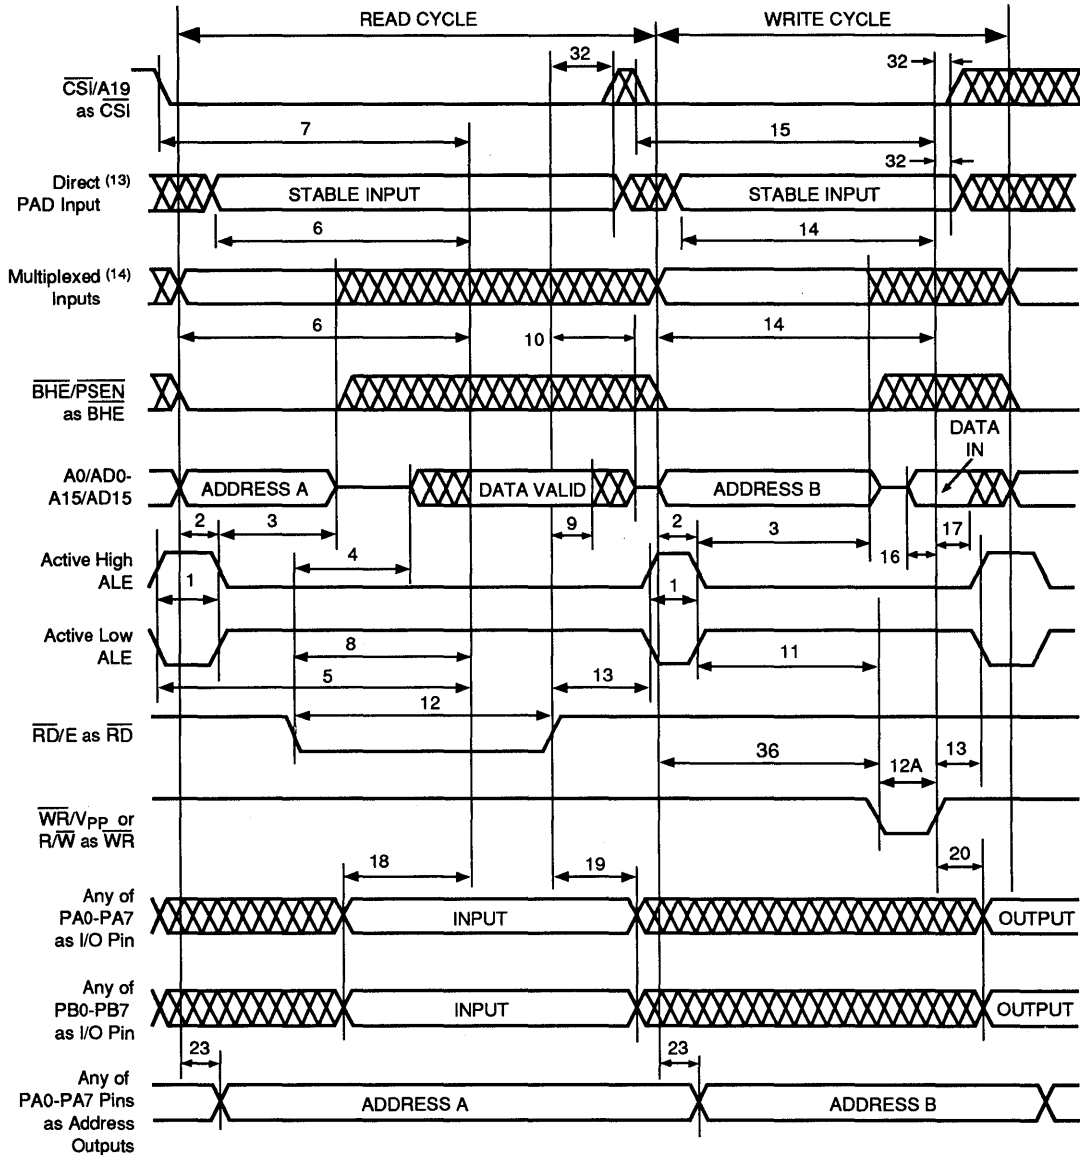 READ CYCLE
WRITE CYCLE
32
32
CSI/A19
as CSI
7
15
32
Direct (13)
PAD Input
STABLE INPUT
STABLE INPUT
6
14
Multiplexed (14)
Inputs
6
10
14
BHE/PSEN
as BHE
DATA
IN
A0/AD0-
A15/AD15
ADDRESS A
DATA VALID
ADDRESS B
2
3
9
2
3
17
4
16
Active High
ALE
1
1
Active Low
ALE
8
11
5
13
12
RD/E as RD
36
12A
13
WR/VPP or
R/W as WR
18
19
20
Any of
PA0-PA7
as I/O Pin
INPUT
OUTPUT
Any of
PB0-PB7
as I/O Pin
INPUT
OUTPUT
23
23
Any of
PA0-PA7 Pins
as Address
Outputs
ADDRESS A
ADDRESS B